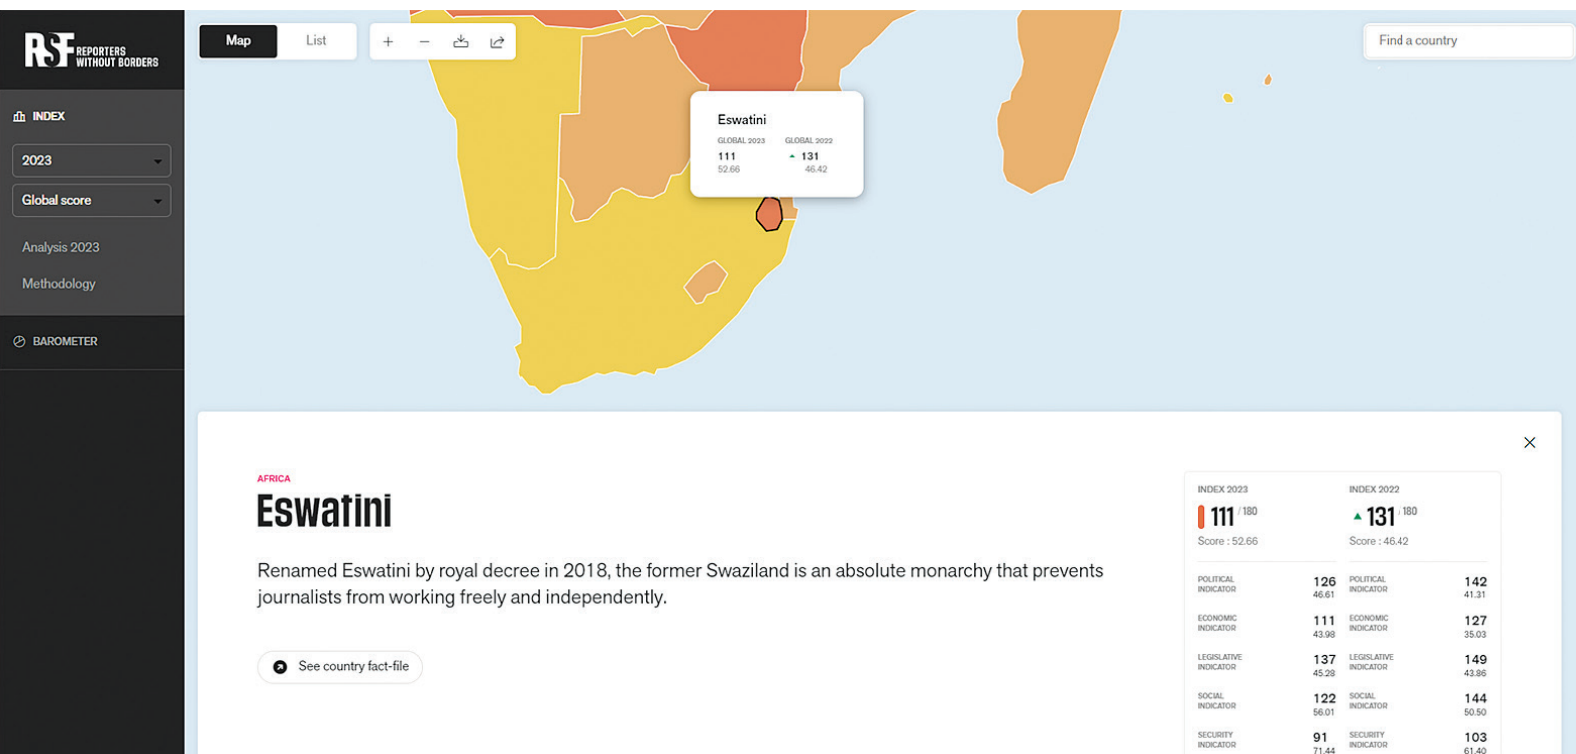 RSF REPORTERS
WITHOUT BORDERS
INDEX
2023
Global score
Analysis 2023
Methodology
BAROMETER
Map List + −
Find a country
Eswatini
GLOBAL 2023 GLOBAL 2022
111 131
52.66 46.42
AFRICA
Eswatini
Renamed Eswatini by royal decree in 2018, the former Swaziland is an absolute monarchy that prevents
journalists from working freely and independently.
See country fact-file
INDEX 2023 INDEX 2022
111 / 180 131 / 180
Score : 52.66 Score : 46.42
POLITICAL INDICATOR 126 46.61 POLITICAL INDICATOR 142 41.31
ECONOMIC INDICATOR 111 43.98 ECONOMIC INDICATOR 127 35.03
LEGISLATIVE INDICATOR 137 45.28 LEGISLATIVE INDICATOR 149 43.86
SOCIAL INDICATOR 122 56.01 SOCIAL INDICATOR 144 50.50
SECURITY INDICATOR 91 71.44 SECURITY INDICATOR 103 61.40